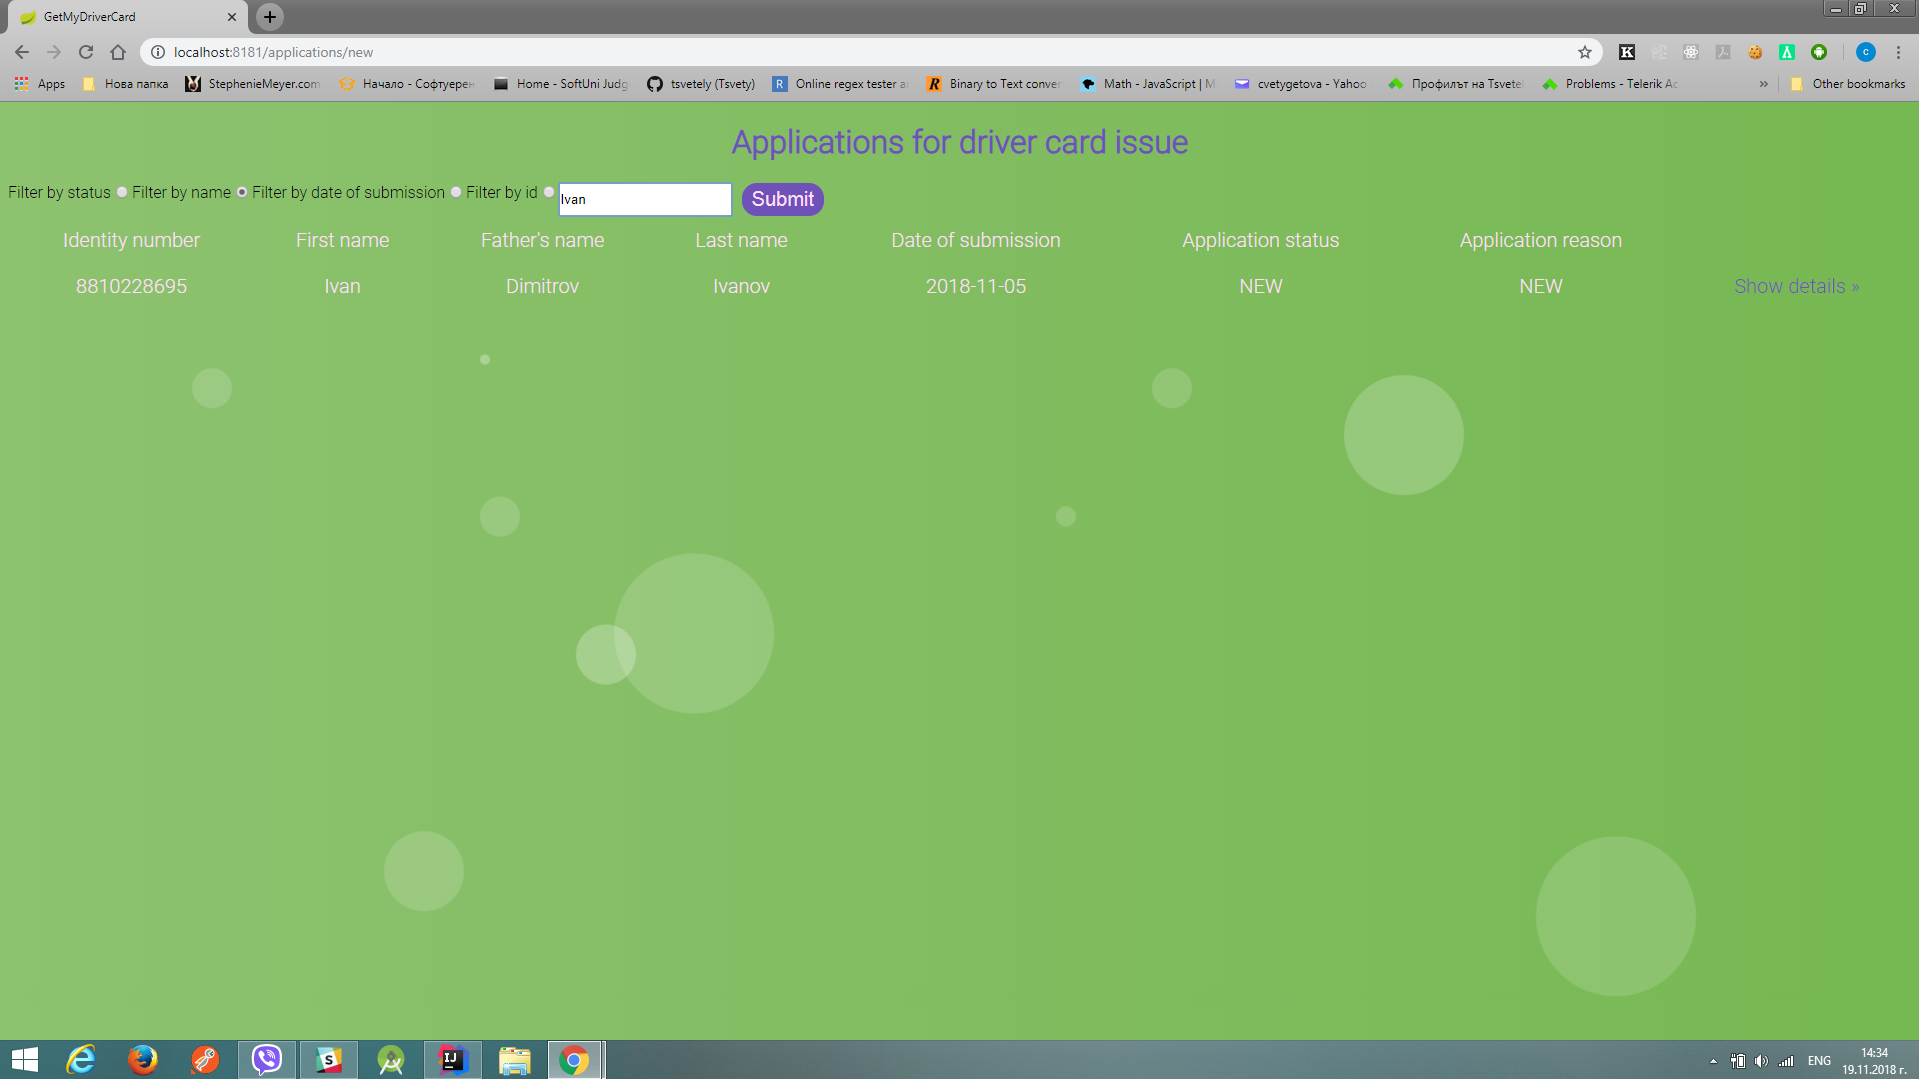 GetMyDriverCard
localhost:8181/applications/new
Apps Нова папка StephenieMeyer.com Начало - Софтуерен Home - SoftUni Judg tsvetely (Tsvety) Online regex tester a Binary to Text conver Math - JavaScript | M cvetygetova - Yahoo Профилът на Tsvetel Problems - Telerik Ac » Other bookmarks
Applications for driver card issue
Filter by status Filter by name Filter by date of submission Filter by id Ivan Submit
Identity number First name Father's name Last name Date of submission Application status Application reason
8810228695 Ivan Dimitrov Ivanov 2018-11-05 NEW NEW Show details »
ENG 14:34
19.11.2018 г.